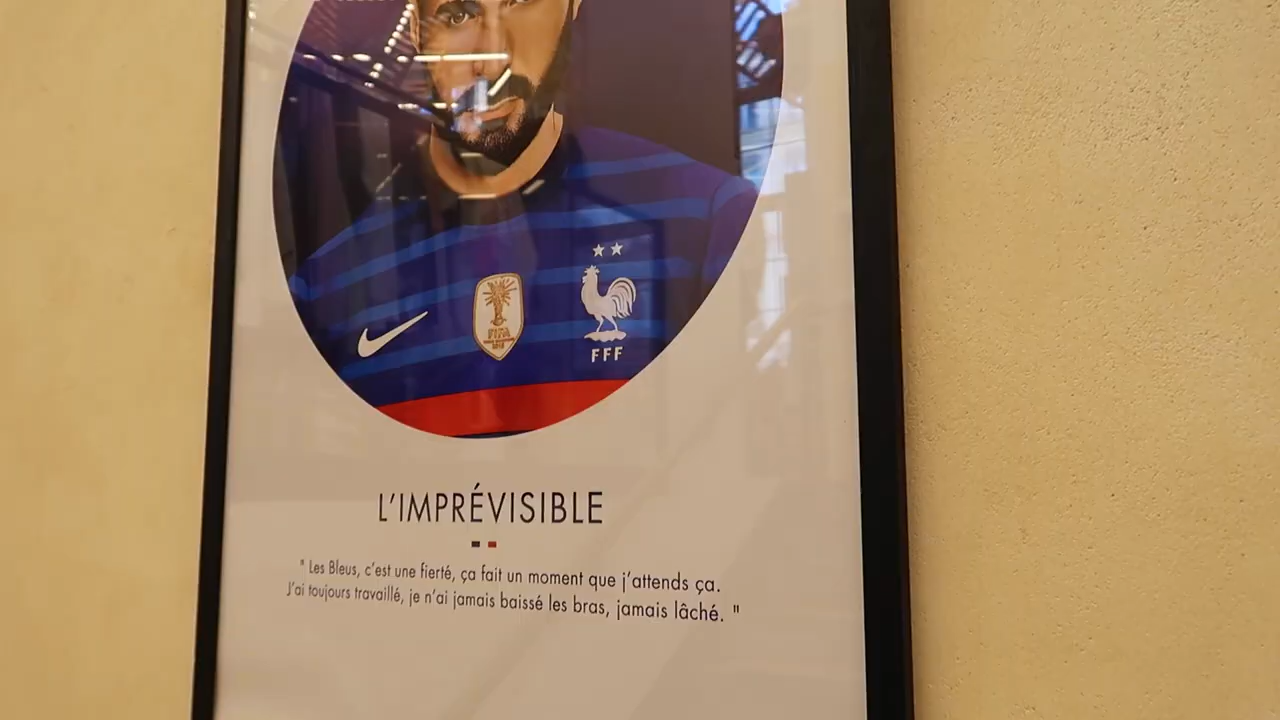 FFF
L'IMPRÉVISIBLE
" Les Bleus, c'est une fierté, ça fait un moment que j'attends ça.
J'ai toujours travaillé, je n'ai jamais baissé les bras, jamais lâché. "